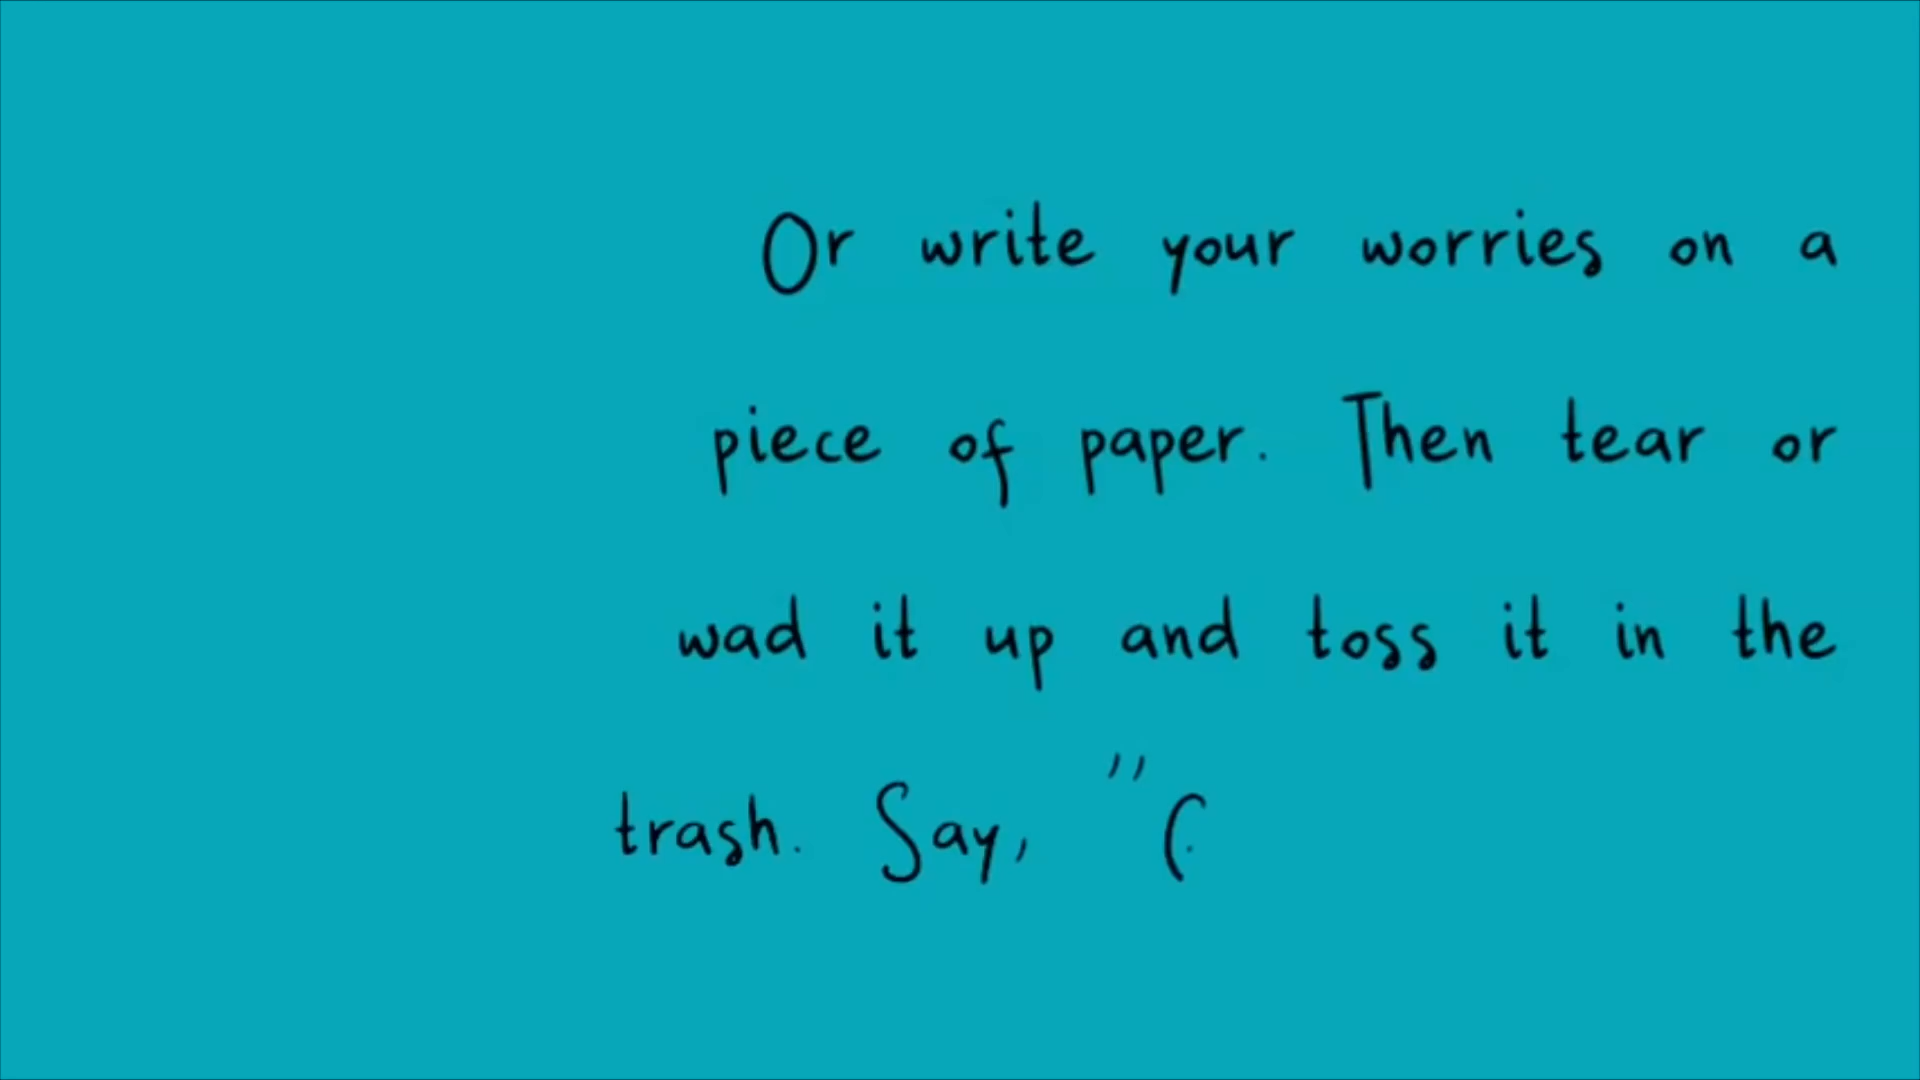 Or write your worries on a
piece of paper. Then tear or
wad it up and toss it in the
trash. Say, "